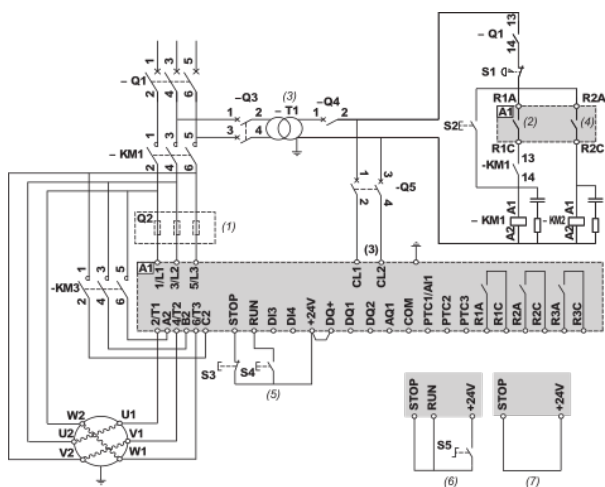 1 3 5
– Q1
2 4 6
–Q3
1 2
3 4
(3)
– T1
–Q4
1 2
1 3 5
– KM1
2 4 6
Q2
(1)
1 3
–Q5
2 4
(3)
13
– Q1
14
S1
R1A R2A
A1
(2) (4)
S2
R1C R2C
-KM1
13
14
A1 A1
– KM1 – KM2
A2 A2
1 3 5
-KM3
2 4 6
A1
1/L1 3/L2 5/L3 CL1 CL2
2/T1 A2 4/T2 B2 6/T3 C2 STOP RUN DI3 DI4 +24V DQ+ DQ1 DQ2 AQ1 COM PTC1/AI1 PTC2 PTC3 R1A R1C R2A R2C R3A R3C
S3 S4
(5)
W2 U1
U2 V1
V2 W1
STOP RUN +24V
S5
(6)
STOP +24V
(7)